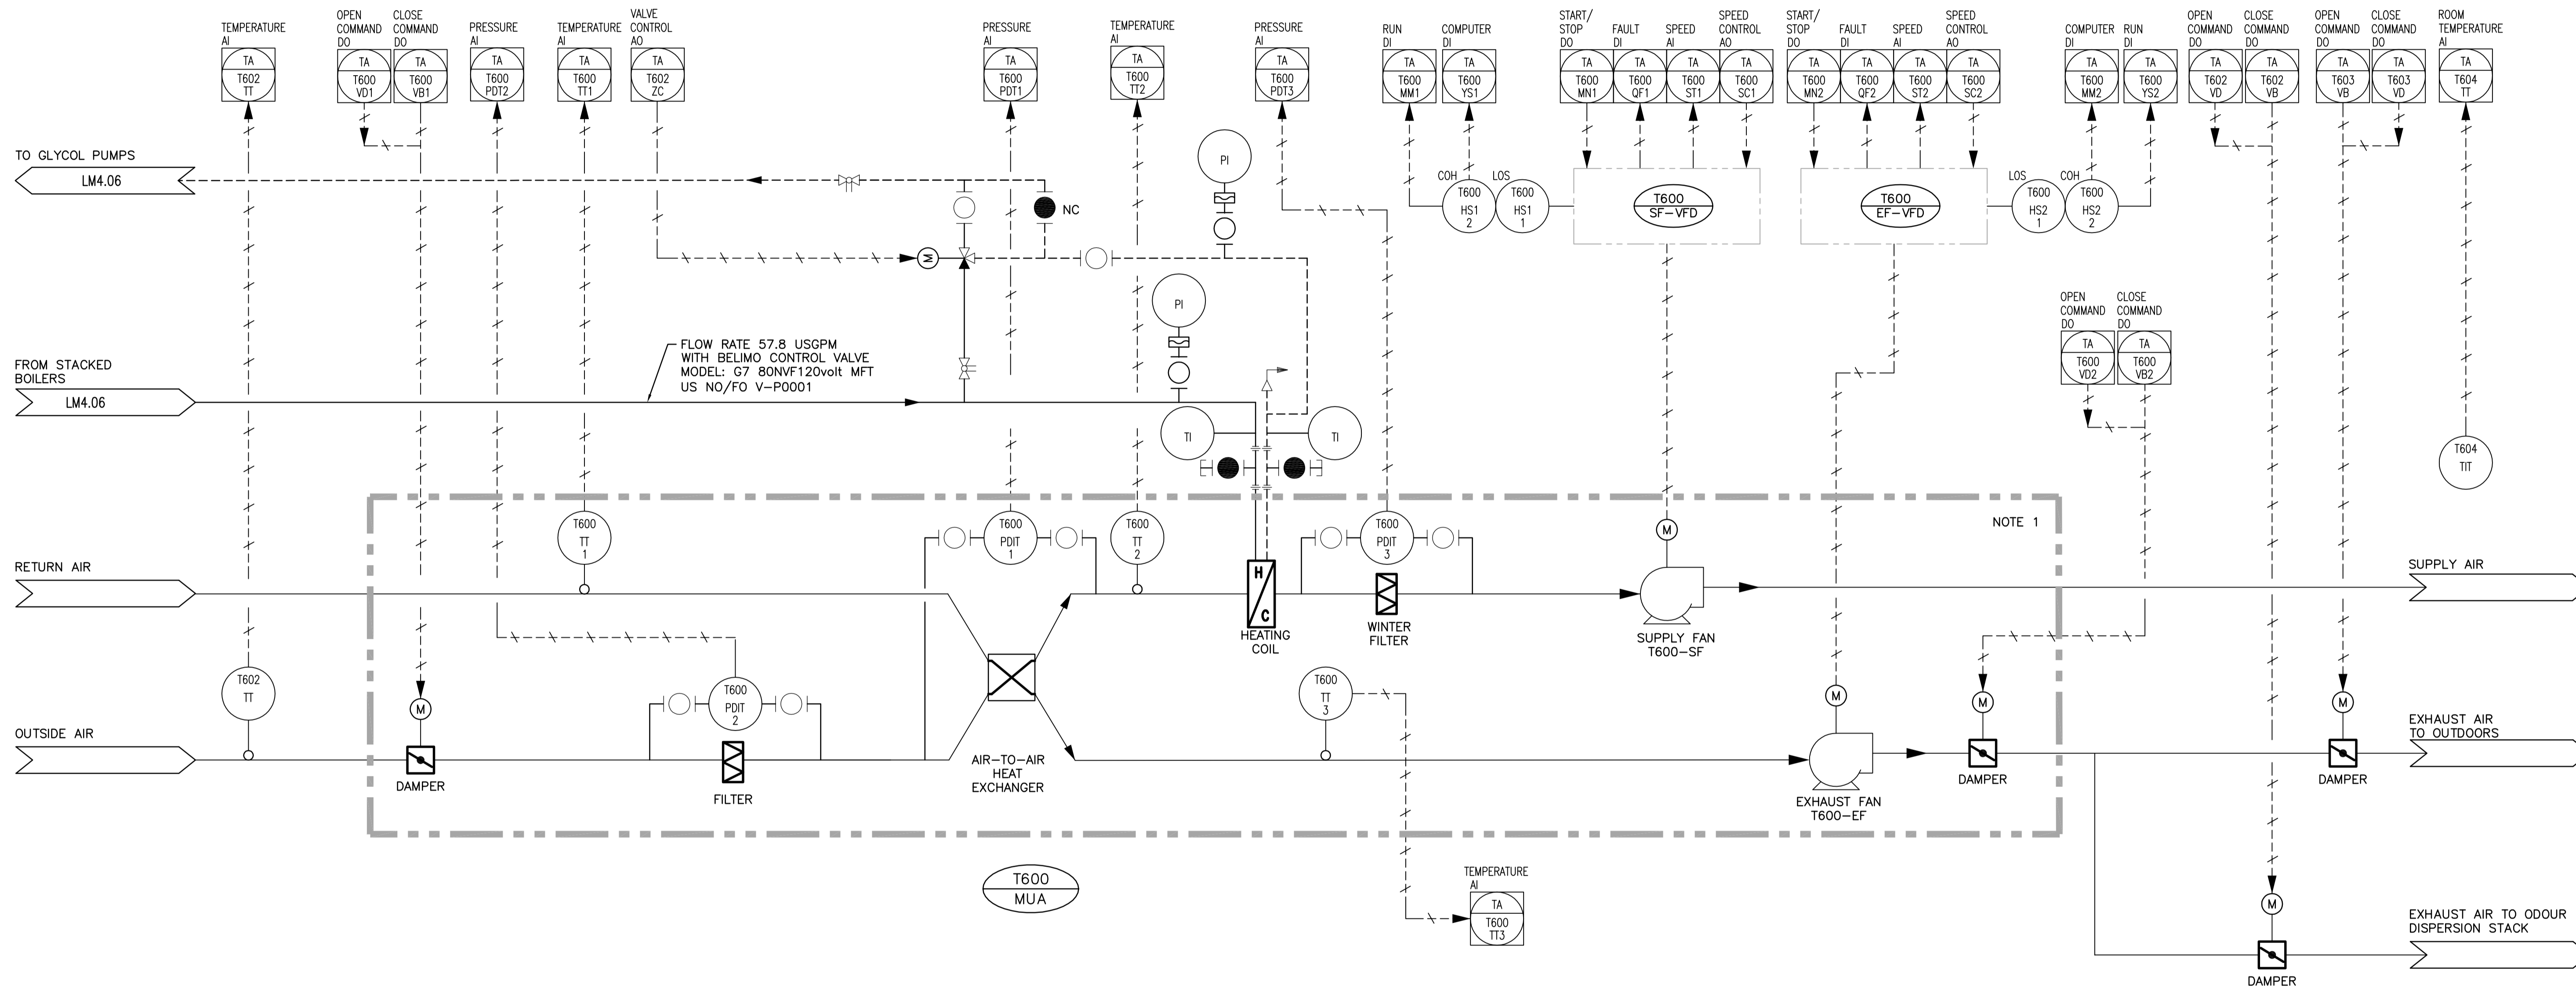 TEMPERATURE
AI
TA
T602
TT
OPEN
COMMAND
DO
TA
T600
VD1
CLOSE
COMMAND
DO
TA
T600
VB1
PRESSURE
AI
TA
T600
PDT2
TEMPERATURE
AI
TA
T600
TT1
VALVE
CONTROL
AO
TA
T602
ZC
PRESSURE
AI
TA
T600
PDT1
TEMPERATURE
AI
TA
T600
TT2
PRESSURE
AI
TA
T600
PDT3
RUN
DI
TA
T600
MM1
COMPUTER
DI
TA
T600
YS1
START/
STOP
DO
TA
T600
MN1
FAULT
DI
TA
T600
QF1
SPEED
AI
TA
T600
ST1
SPEED
CONTROL
AO
TA
T600
SC1
START/
STOP
DO
TA
T600
MN2
FAULT
DI
TA
T600
QF2
SPEED
AI
TA
T600
ST2
SPEED
CONTROL
AO
TA
T600
SC2
COMPUTER
DI
TA
T600
MM2
RUN
DI
TA
T600
YS2
OPEN
COMMAND
DO
TA
T602
VD
CLOSE
COMMAND
DO
TA
T602
VB
OPEN
COMMAND
DO
TA
T603
VB
CLOSE
COMMAND
DO
TA
T603
VD
ROOM
TEMPERATURE
AI
TA
T604
TT
TO GLYCOL PUMPS
LM4.06
NC
PI
COH
T600
HS1
2
LOS
T600
HS1
1
T600
SF-VFD
T600
EF-VFD
LOS
T600
HS2
1
COH
T600
HS2
2
M
PI
OPEN
COMMAND
DO
TA
T600
VD2
CLOSE
COMMAND
DO
TA
T600
VB2
FLOW RATE 57.8 USGPM
WITH BELIMO CONTROL VALVE
MODEL: G7 80NVF120volt MFT
US NO/FO V-P0001
FROM STACKED
BOILERS
LM4.06
TI
TI
T604
TIT
T600
TT
1
T600
PDIT
1
T600
TT
2
T600
PDIT
3
M
NOTE 1
RETURN AIR
H
C
HEATING
COIL
WINTER
FILTER
SUPPLY FAN
T600-SF
SUPPLY AIR
T602
TT
M
T600
PDIT
2
T600
TT
3
M
M
M
OUTSIDE AIR
DAMPER
FILTER
AIR-TO-AIR
HEAT
EXCHANGER
EXHAUST FAN
T600-EF
DAMPER
DAMPER
EXHAUST AIR
TO OUTDOORS
T600
MUA
TEMPERATURE
AI
TA
T600
TT3
M
DAMPER
EXHAUST AIR TO ODOUR
DISPERSION STACK